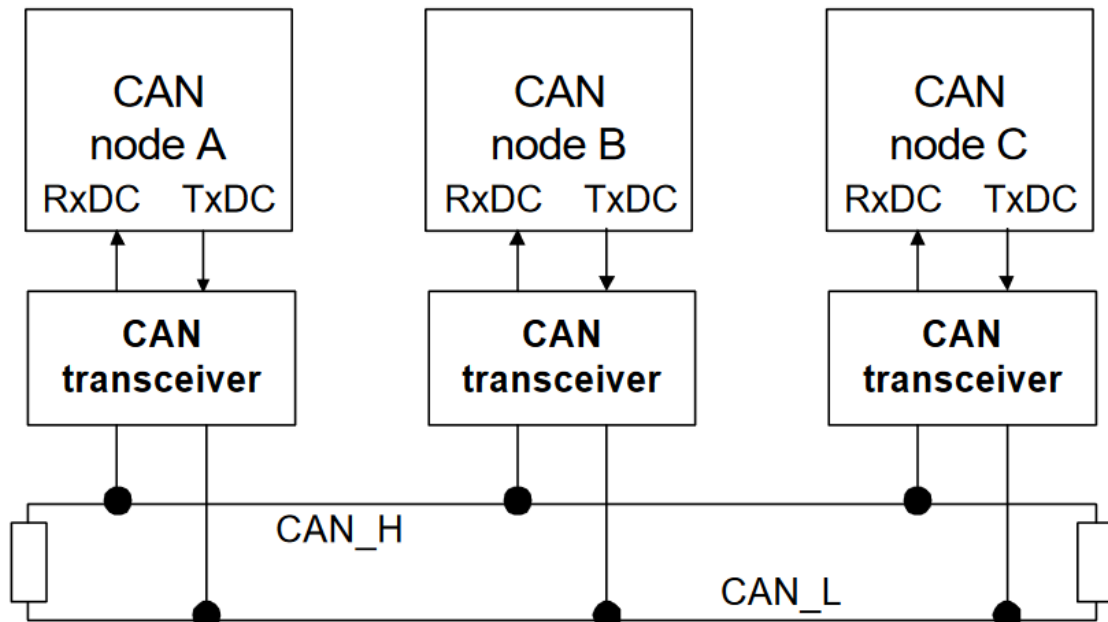 CAN
node A
RxDC TxDC
CAN
node B
RxDC TxDC
CAN
node C
RxDC TxDC
CAN
transceiver
CAN
transceiver
CAN
transceiver
CAN_H
CAN_L